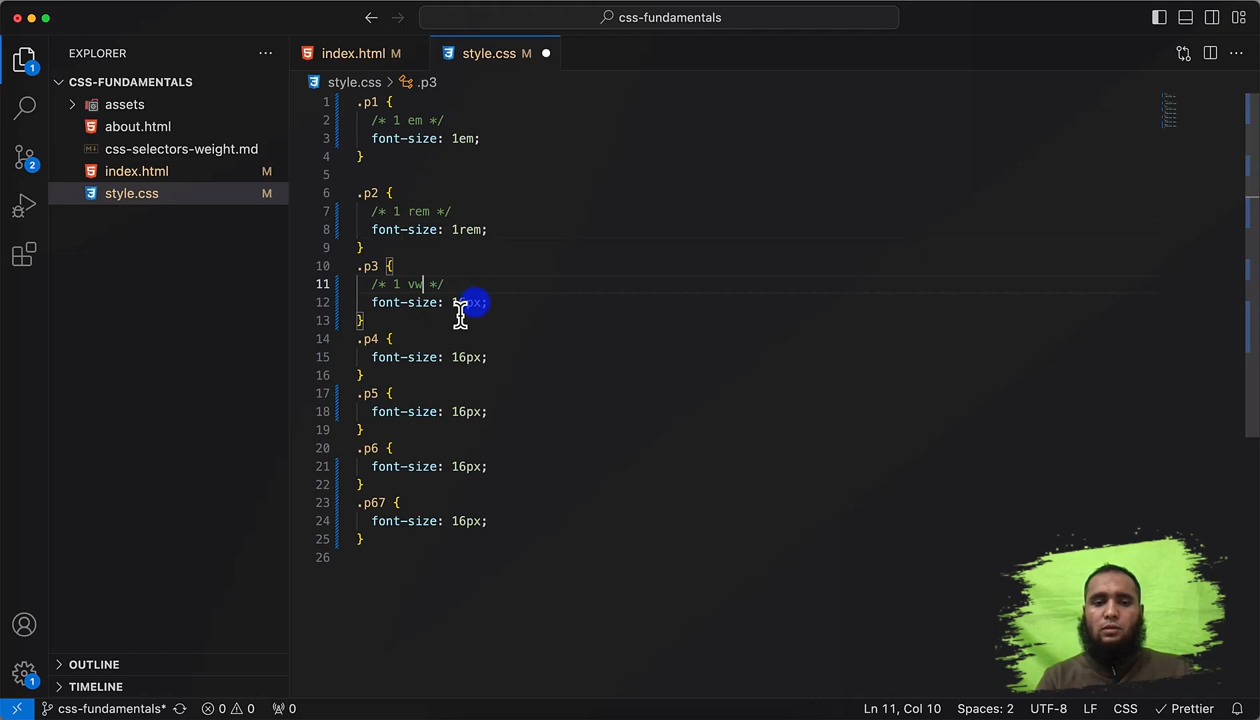 css-fundamentals
EXPLORER
CSS-FUNDAMENTALS
assets
about.html
css-selectors-weight.md
index.html M
style.css M
OUTLINE
TIMELINE
1
2
1
index.html M
style.css M
style.css > .p3
1 .p1 {
2 /* 1 em */
3 font-size: 1em;
4 }
5
6 .p2 {
7 /* 1 rem */
8 font-size: 1rem;
9 }
10 .p3 {
11 /* 1 vw */
12 font-size: 16px;
13 }
14 .p4 {
15 font-size: 16px;
16 }
17 .p5 {
18 font-size: 16px;
19 }
20 .p6 {
21 font-size: 16px;
22 }
23 .p67 {
24 font-size: 16px;
25 }
26
css-fundamentals* 0 0 0 Ln 11, Col 10 Spaces: 2 UTF-8 LF CSS Prettier